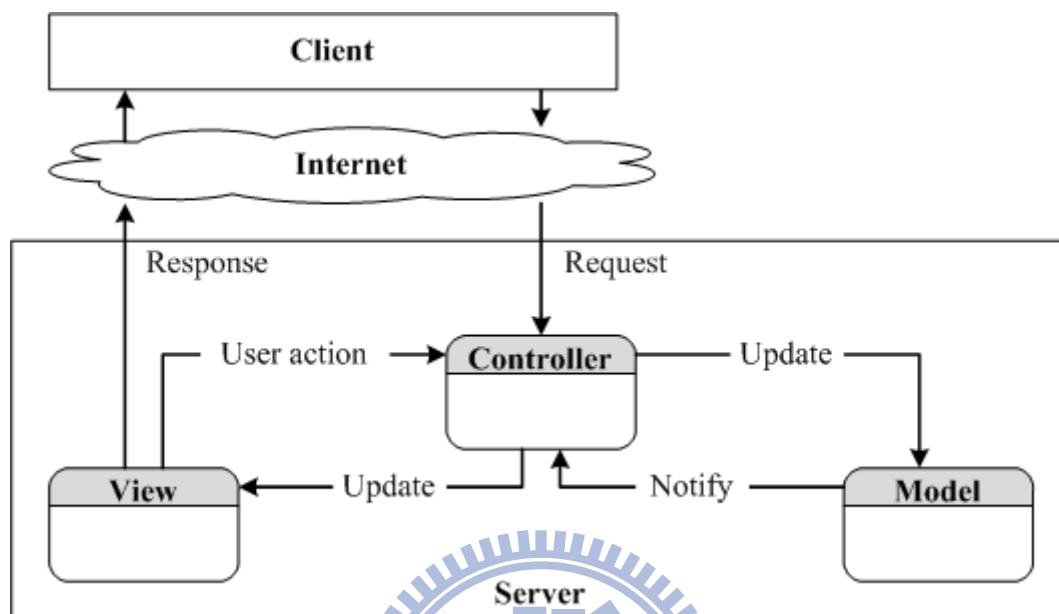 Client
Internet
Response
Request
User action
Controller
Update
View
Update
Notify
Model
Server